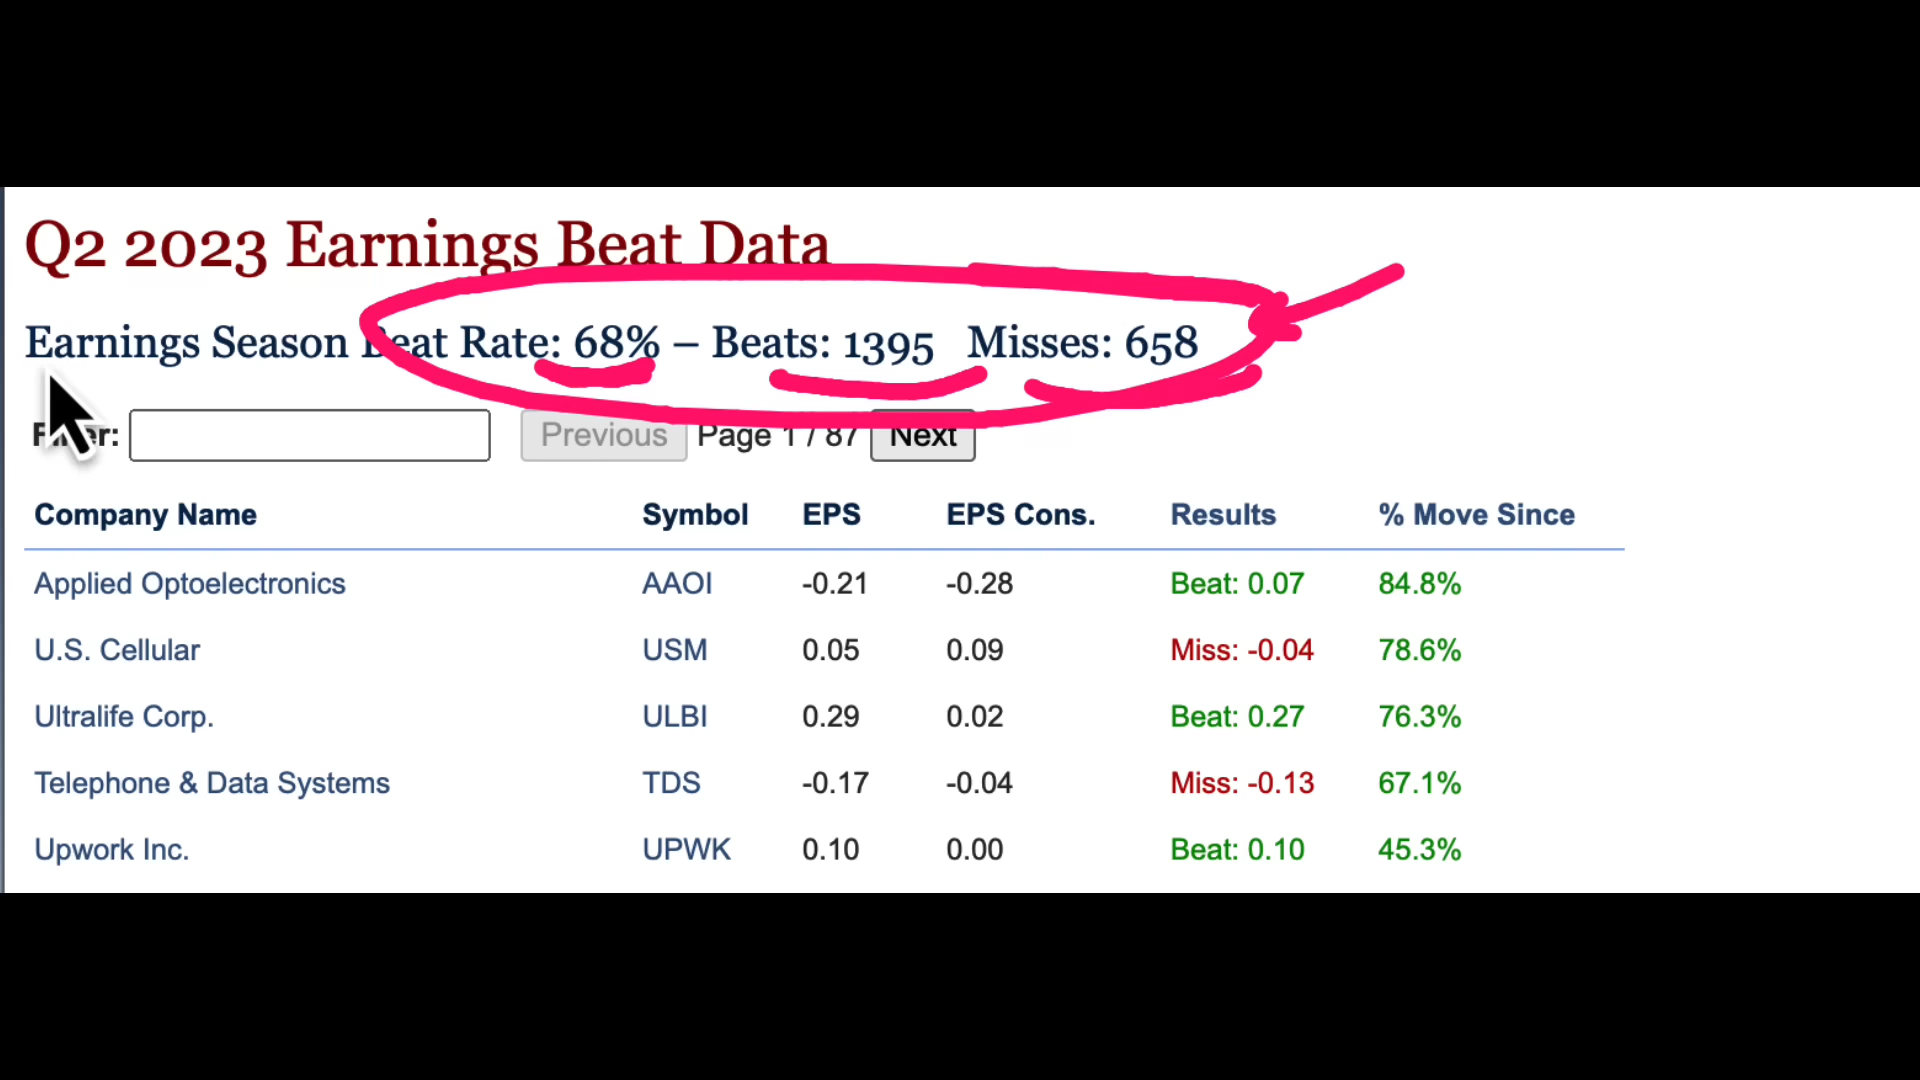 Q2 2023 Earnings Beat Data
Earnings Season Beat Rate: 68% – Beats: 1395 Misses: 658
Filter: Previous Page 1 / 87 Next
Company Name Symbol EPS EPS Cons. Results % Move Since
Applied Optoelectronics AAOI -0.21 -0.28 Beat: 0.07 84.8%
U.S. Cellular USM 0.05 0.09 Miss: -0.04 78.6%
Ultralife Corp. ULBI 0.29 0.02 Beat: 0.27 76.3%
Telephone & Data Systems TDS -0.17 -0.04 Miss: -0.13 67.1%
Upwork Inc. UPWK 0.10 0.00 Beat: 0.10 45.3%